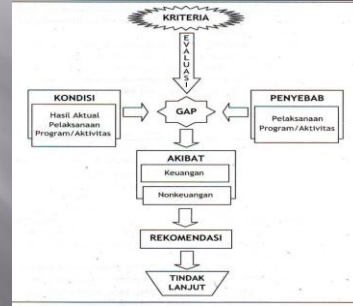 KRITERIA
EVALUASI
KONDISI
Hasil Aktual
Pelaksanaan
Program/Aktivitas
GAP
PENYEBAB
Pelaksanaan
Program/Aktivitas
AKIBAT
Keuangan
Nonkeuangan
REKOMENDASI
TINDAK
LANJUT